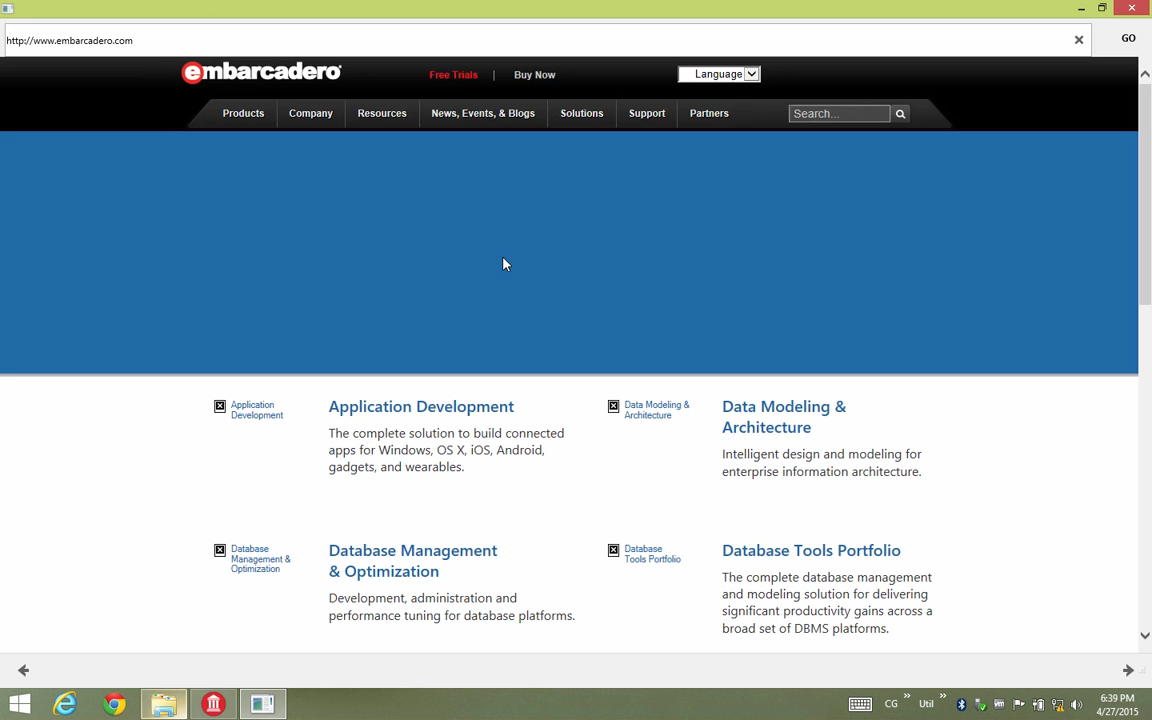 http://www.embarcadero.com
GO
embarcadero
Free Trials | Buy Now
Language
Products
Company
Resources
News, Events, & Blogs
Solutions
Support
Partners
Search...
Application
Development
Application Development
The complete solution to build connected
apps for Windows, OS X, iOS, Android,
gadgets, and wearables.
Data Modeling &
Architecture
Data Modeling &
Architecture
Intelligent design and modeling for
enterprise information architecture.
Database
Management &
Optimization
Database Management
& Optimization
Development, administration and
performance tuning for database platforms.
Database
Tools Portfolio
Database Tools Portfolio
The complete database management
and modeling solution for delivering
significant productivity gains across a
broad set of DBMS platforms.
CG
Util
6:39 PM
4/27/2015